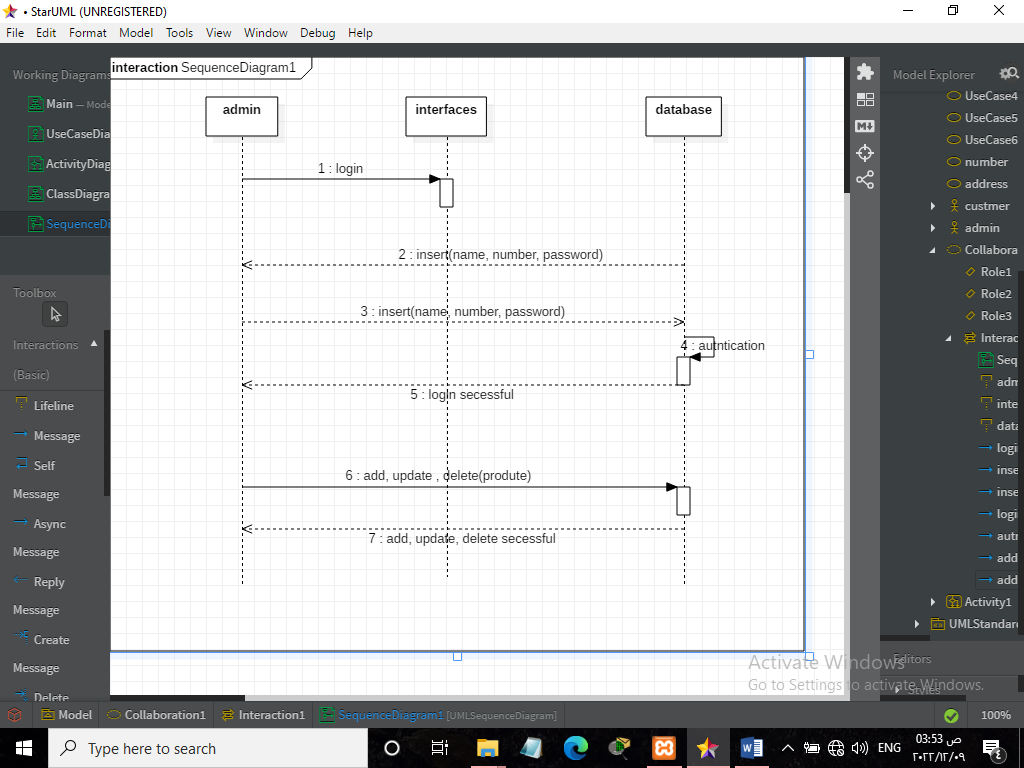 • StarUML (UNREGISTERED)
File Edit Format Model Tools View Window Debug Help
Working Diagrams
Main — Mode
UseCaseDia
ActivityDiag
ClassDiagra
SequenceDi
Toolbox
Interactions
(Basic)
Lifeline
Message
Self
Message
Async
Message
Reply
Message
Create
Message
Delete
interaction SequenceDiagram1
admin interfaces database
1 : login
2 : insert(name, number, password)
3 : insert(name, number, password)
4 : autntication
5 : login secessful
6 : add, update , delete(produte)
7 : add, update, delete secessful
Model Explorer
UseCase4
UseCase5
UseCase6
number
address
custmer
admin
Collabora
Role1
Role2
Role3
Interac
Seq
adm
inte
data
logi
inse
inse
logi
autr
add
add
Activity1
UMLStandar
Editors
Styles
Activate Windows
Go to Settings to activate Windows.
Model Collaboration1 Interaction1 SequenceDiagram1 [UMLSequenceDiagram] 100%
Type here to search
ENG
03:53 ص
٢٠٢٢/١٢/٠٩
٤